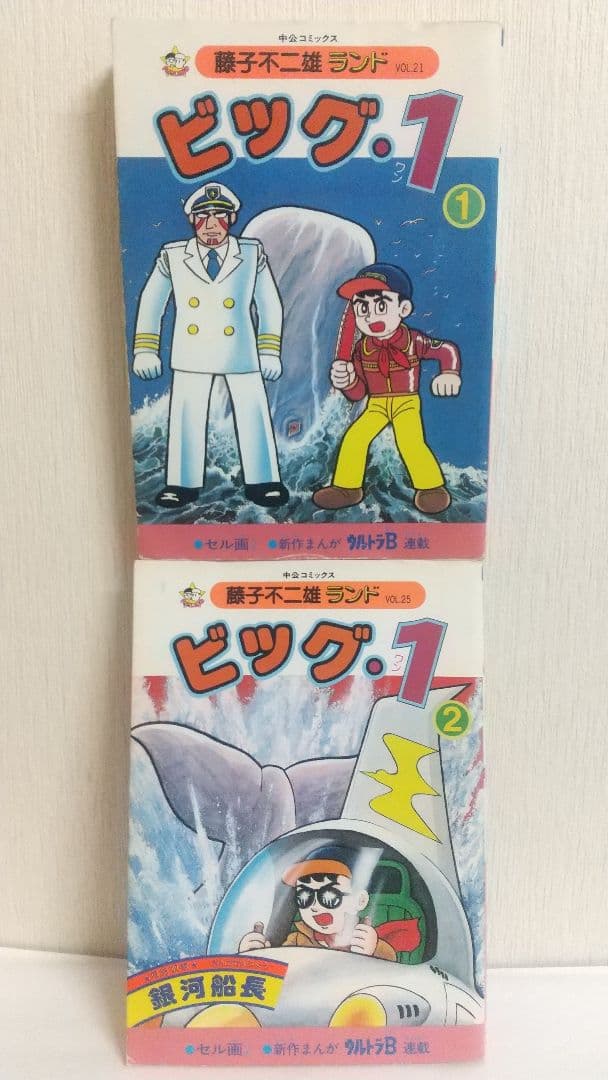 中公コミックス
藤子不二雄ランド VOL.21
ビッグ・1
ワン
1
●セル画 ●新作まんが ウルトラB 連載
中公コミックス
藤子不二雄ランド VOL.25
ビッグ・1
ワン
2
銀河船長
●セル画 ●新作まんが ウルトラB 連載